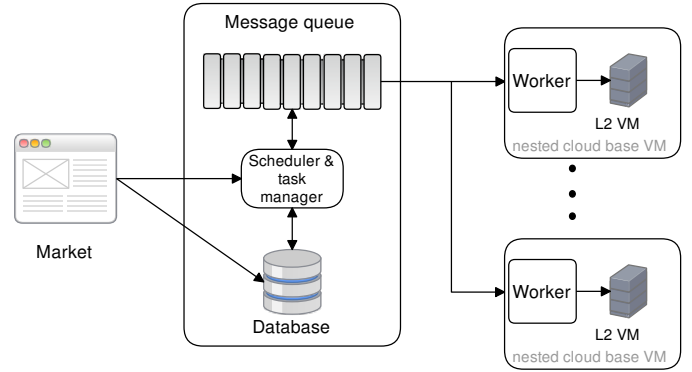 Message queue
Scheduler &
task
manager
Database
Market
Worker
L2 VM
nested cloud base VM
Worker
L2 VM
nested cloud base VM